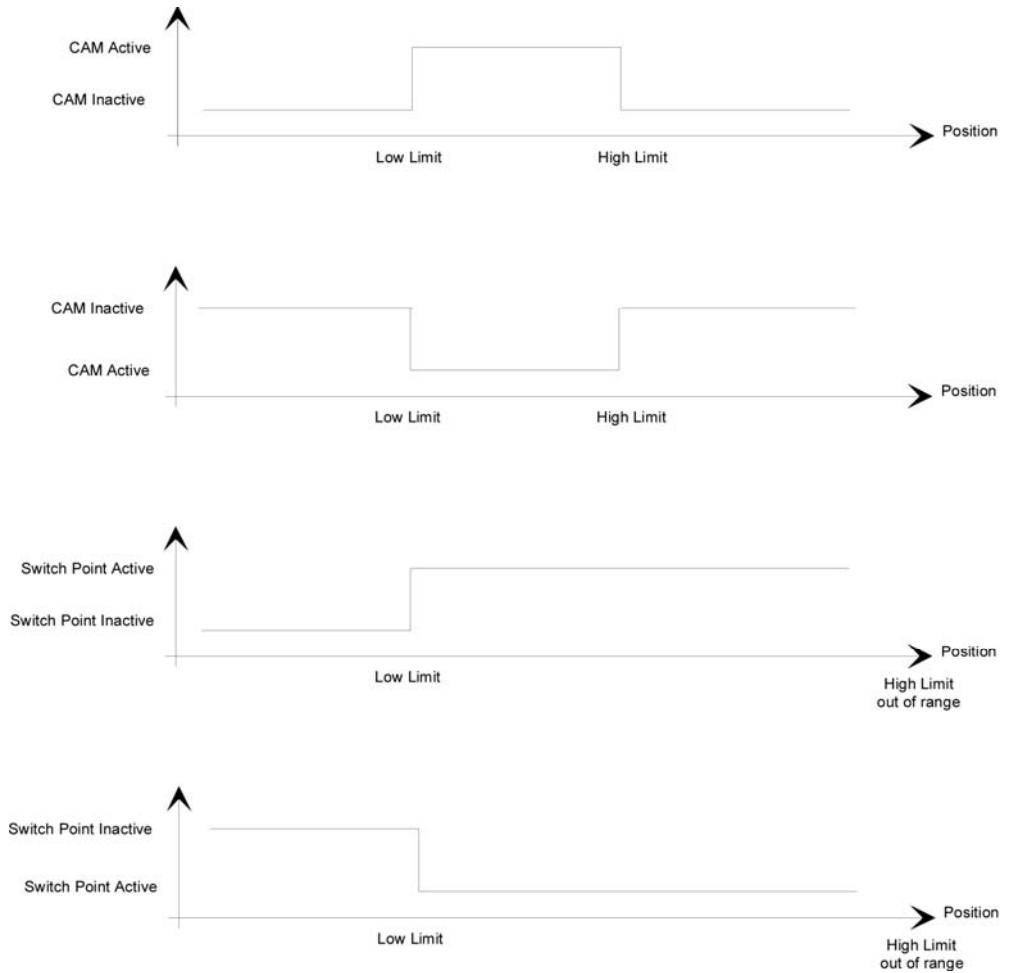 CAM Active
CAM Inactive
Position
Low Limit
High Limit
CAM Inactive
CAM Active
Position
Low Limit
High Limit
Switch Point Active
Switch Point Inactive
Position
Low Limit
High Limit
out of range
Switch Point Inactive
Switch Point Active
Position
Low Limit
High Limit
out of range